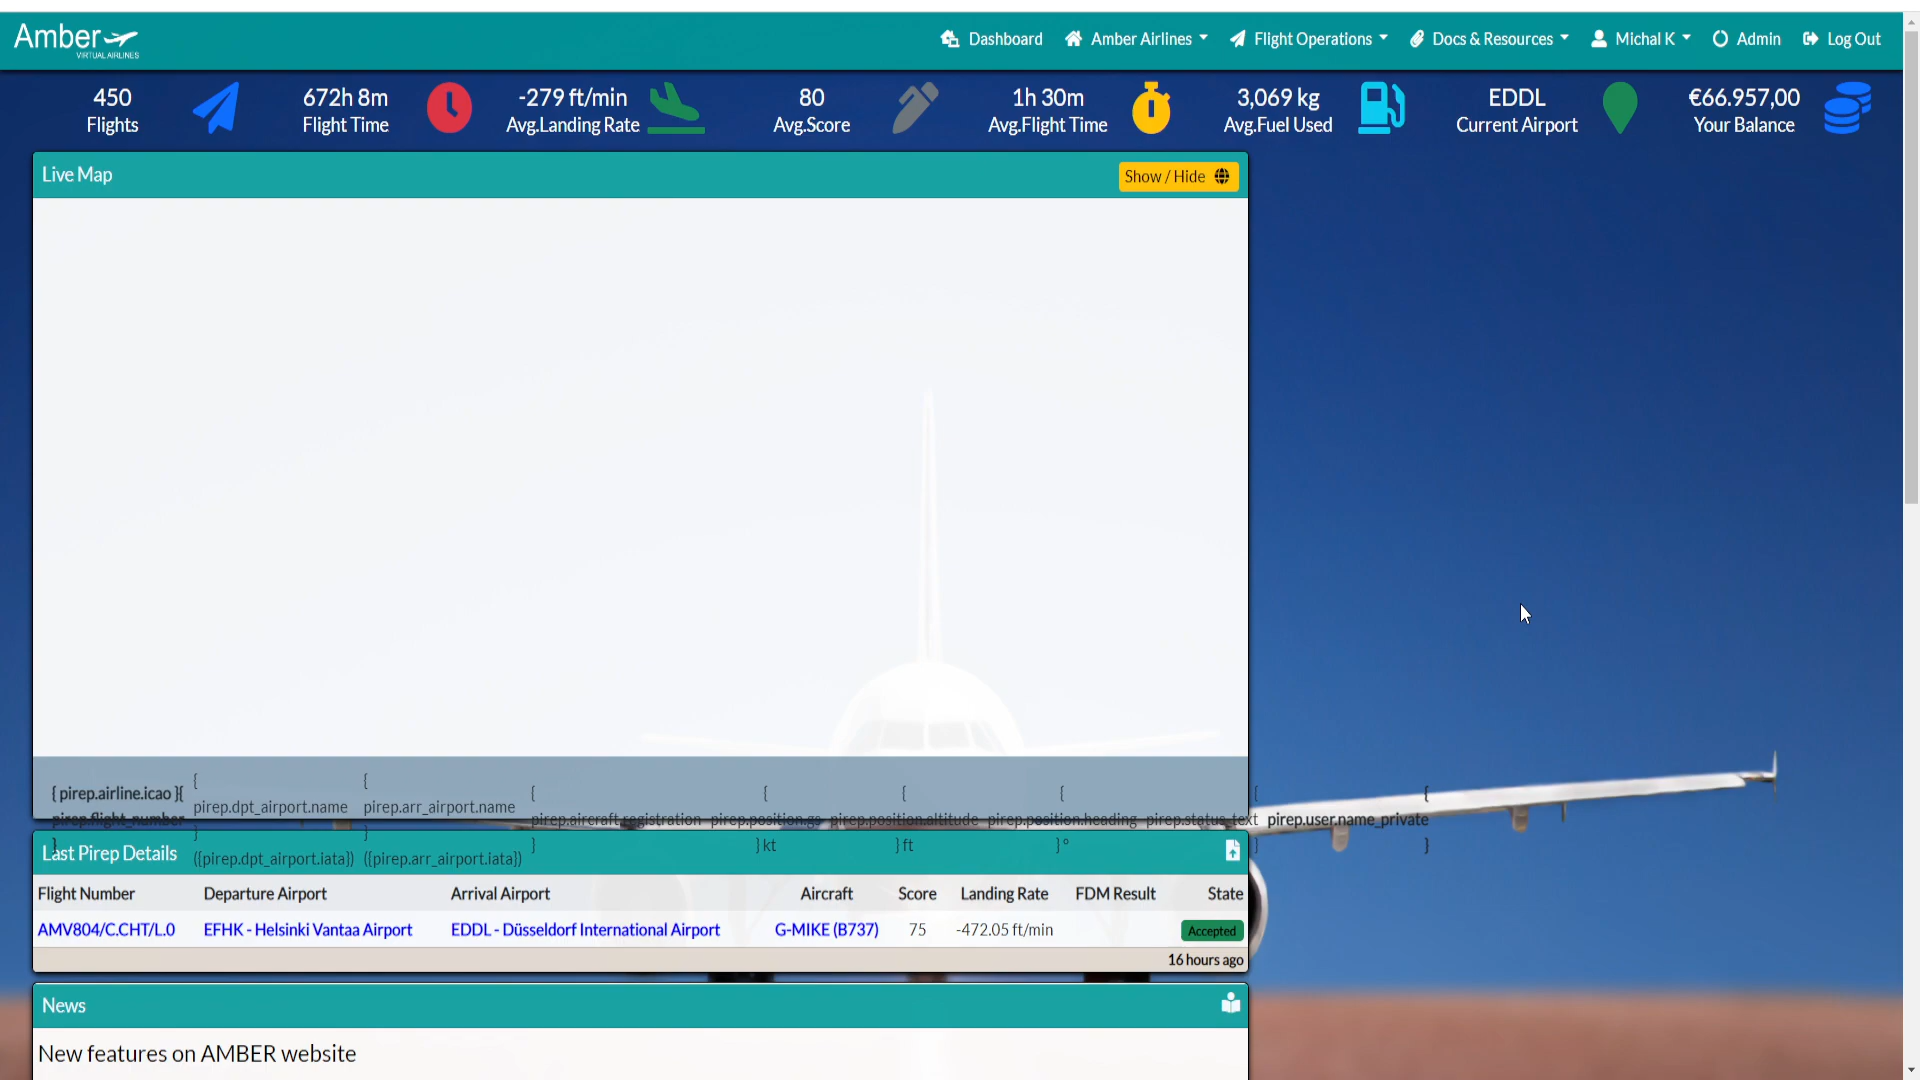 Amber
VIRTUAL AIRLINES
Dashboard
Amber Airlines
Flight Operations
Docs & Resources
Michal K
Admin
Log Out
450
Flights
672h 8m
Flight Time
-279 ft/min
Avg.Landing Rate
80
Avg.Score
1h 30m
Avg.Flight Time
3,069 kg
Avg.Fuel Used
EDDL
Current Airport
€66.957,00
Your Balance
Live Map
Show / Hide
{ pirep.airline.icao }{
pirep.flight_number
}
{
pirep.dpt_airport.name
}
({pirep.dpt_airport.iata})
{
pirep.arr_airport.name
}
({pirep.arr_airport.iata})
{
pirep.aircraft.registration
}
{
pirep.position.gs
} kt
{
pirep.position.altitude
} ft
{
pirep.position.heading
} °
{
pirep.status_text
}
{
pirep.user.name_private
}
Last Pirep Details
Flight Number Departure Airport Arrival Airport Aircraft Score Landing Rate FDM Result State
AMV804/C.CHT/L.0 EFHK - Helsinki Vantaa Airport EDDL - Düsseldorf International Airport G-MIKE (B737) 75 -472.05 ft/min Accepted
16 hours ago
News
New features on AMBER website